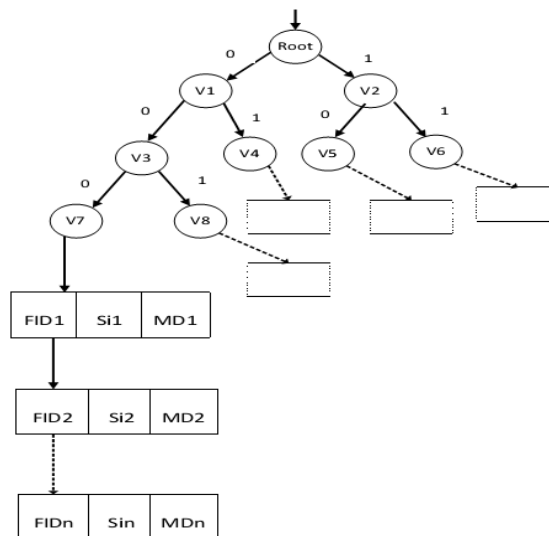 Root
0
1
V1
V2
0
1
0
1
V3
V4
V5
V6
0
1
V7
V8
FID1 Si1 MD1
FID2 Si2 MD2
FIDn Sin MDn